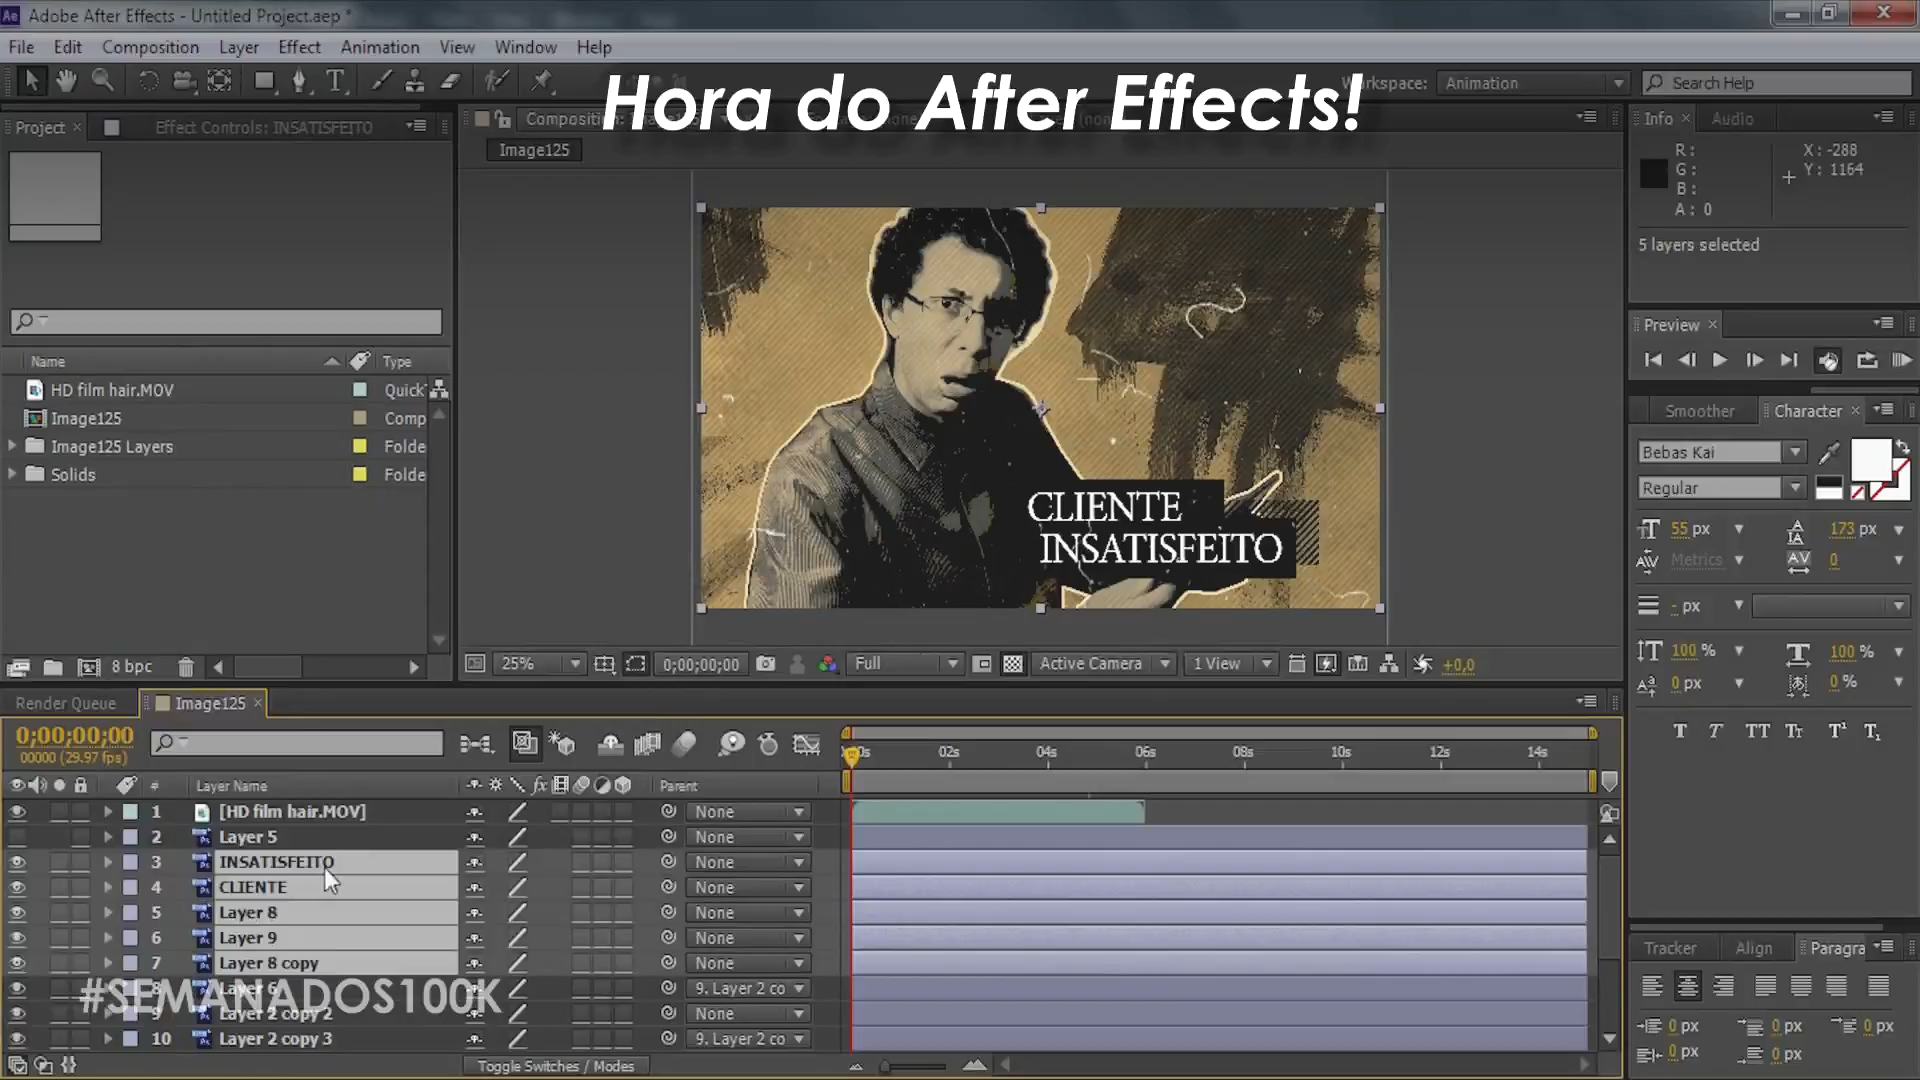 Adobe After Effects - Untitled Project.aep *
File Edit Composition Layer Effect Animation View Window Help
Hora do After Effects!
Workspace: Animation
Search Help
Project
Effect Controls: INSATISFEITO
Composition
Image125
Info
Audio
R :
G :
B :
A : 0
X : -288
Y : 1164
5 layers selected
Name
Type
HD film hair.MOV Quick
Image125 Comp
Image125 Layers Folde
Solids Folde
8 bpc
CLIENTE
INSATISFEITO
25%
0;00;00;00
Full
Active Camera
1 View
+0,0
Preview
Smoother
Character
Bebas Kai
Regular
55 px
173 px
Metrics
0
- px
100 %
100 %
0 px
0 %
Tracker
Align
Paragra
0 px
0 px
0 px
0 px
0 px
Render Queue
Image125
0;00;00;00
00000 (29.97 fps)
02s 04s 06s 08s 10s 12s 14s
# Layer Name Parent
1 [HD film hair.MOV] None
2 Layer 5 None
3 INSATISFEITO None
4 CLIENTE None
5 Layer 8 None
6 Layer 9 None
7 Layer 8 copy None
8 Layer 6 9. Layer 2 co
#SEMANADOS100K
9 Layer 2 copy 2 None
10 Layer 2 copy 3 9. Layer 2 co
Toggle Switches / Modes